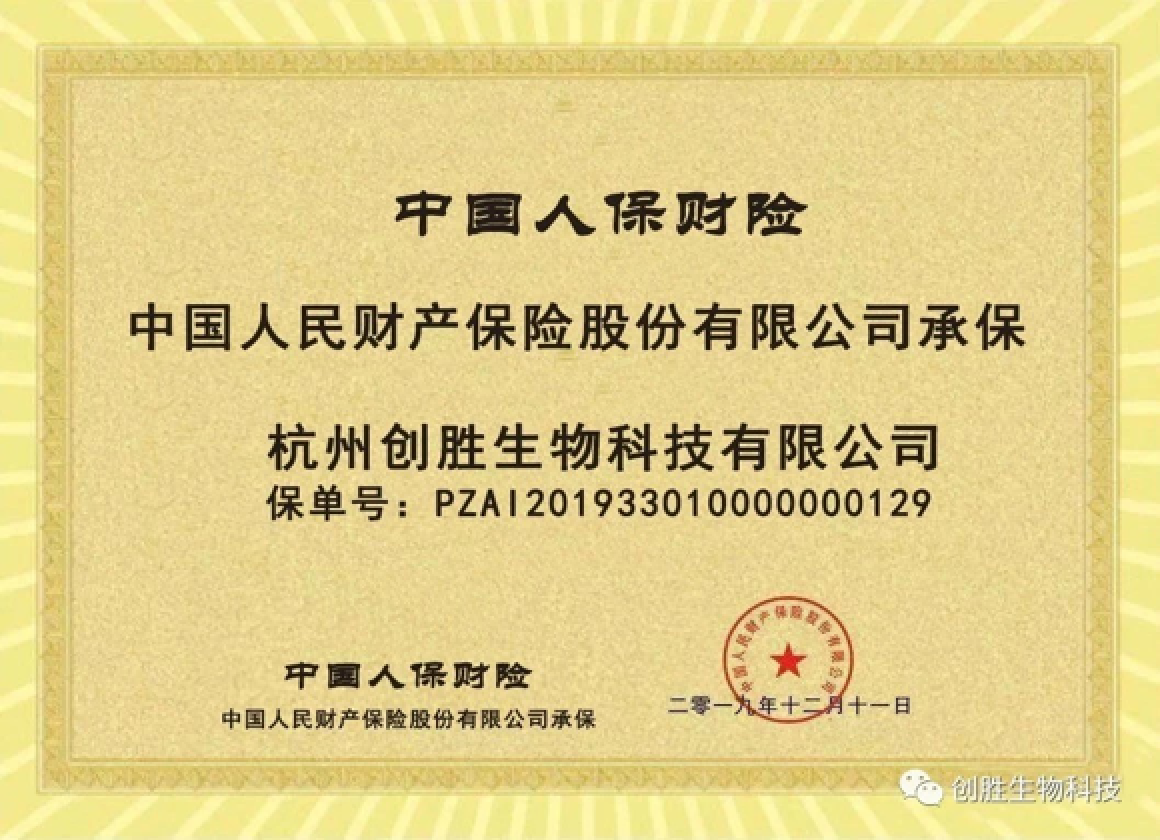 中国人保财险
中国人民财产保险股份有限公司承保
杭州创胜生物科技有限公司
保单号：PZAI201933010000000129
中国人民财产保险股份有限公司
中国人保财险
中国人民财产保险股份有限公司承保
二零一九年十二月十一日
创胜生物科技